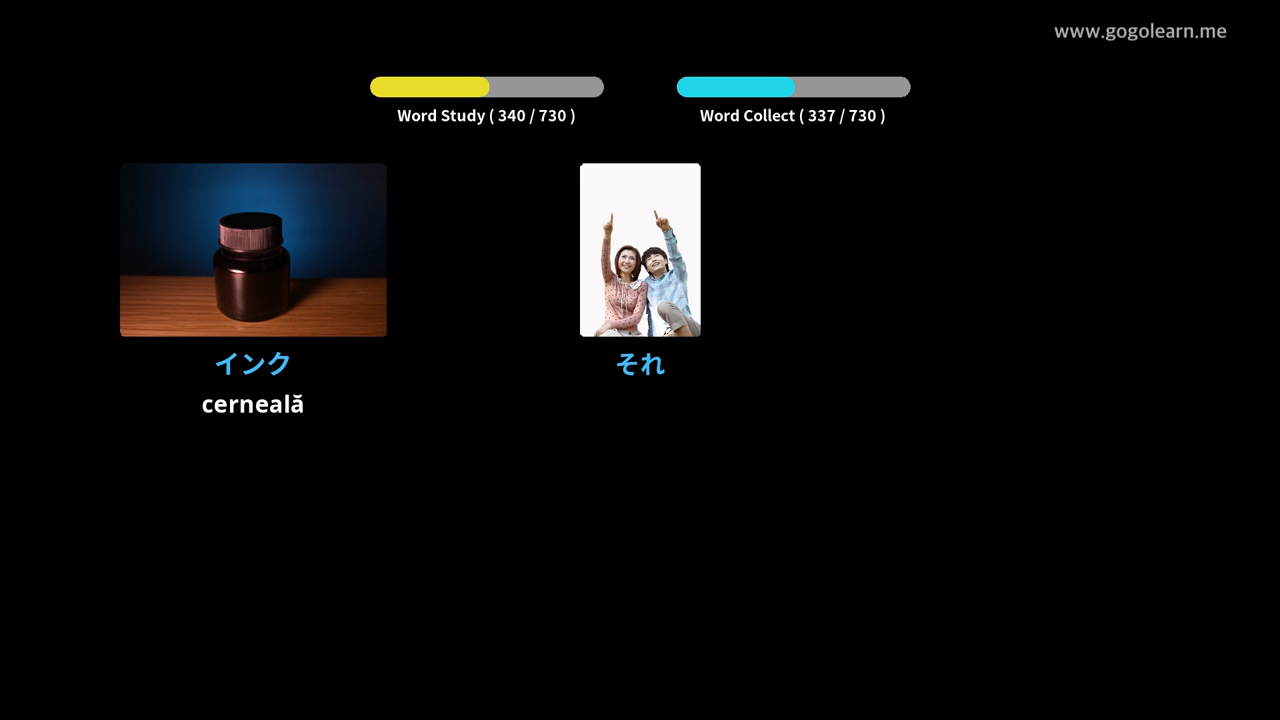 www.gogolearn.me
Word Study ( 340 / 730 )
Word Collect ( 337 / 730 )
インク
cerneală
それ